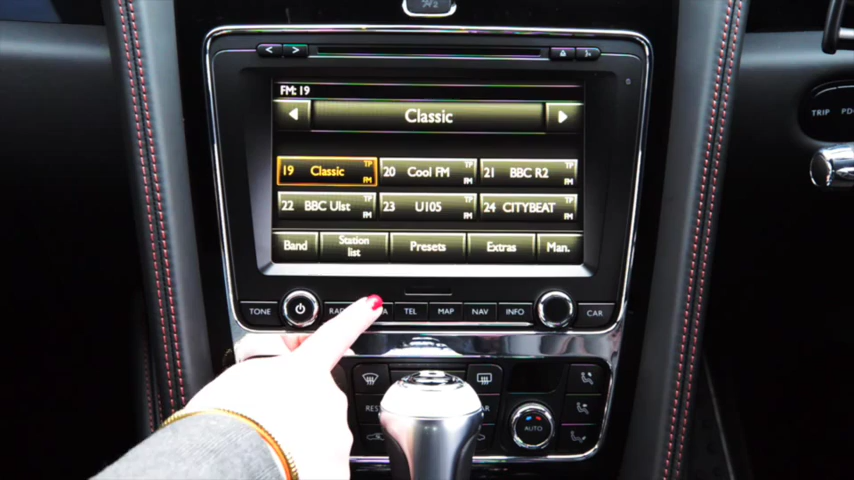 FM: 19
Classic
19 Classic TP FM
20 Cool FM TP FM
21 BBC R2 TP FM
22 BBC Ulst TP FM
23 U105 TP FM
24 CITYBEAT TP FM
Band Station list Presets Extras Man.
TONE TEL MAP NAV INFO CAR
TRIP
AUTO